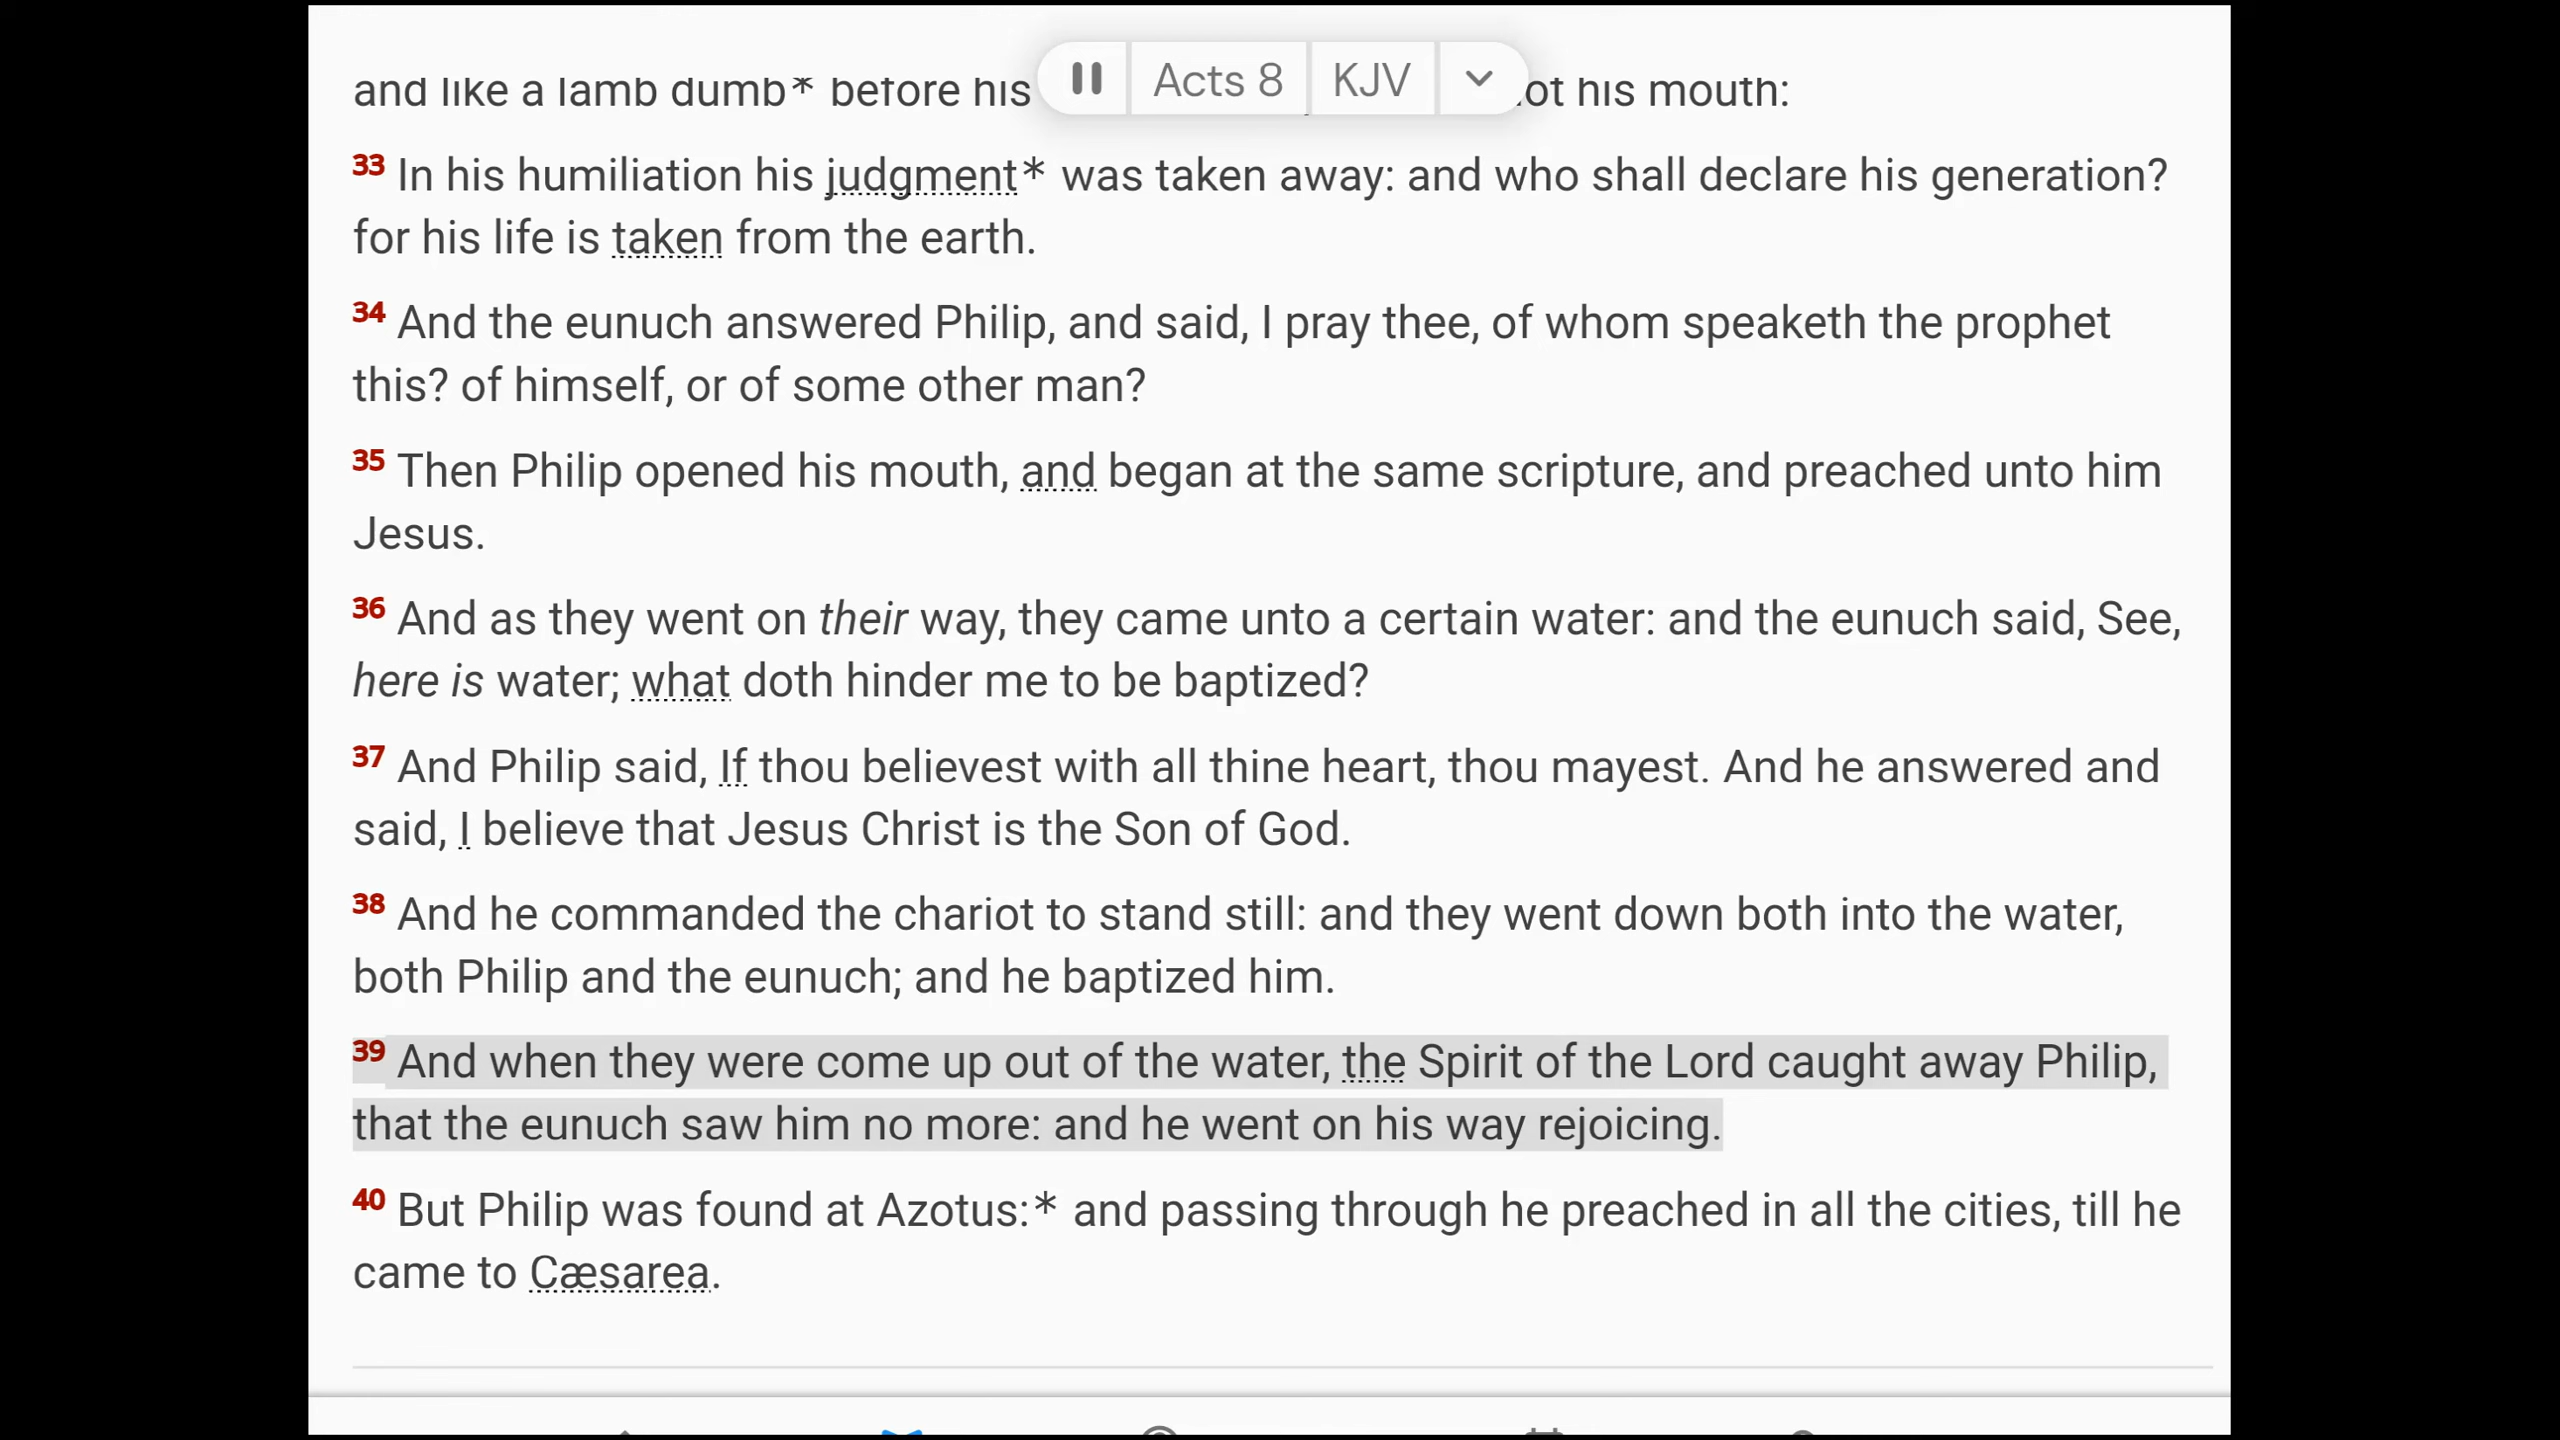 Acts 8 KJV
and like a lamb dumb* before his ot his mouth:
33 In his humiliation his judgment* was taken away: and who shall declare his generation?
for his life is taken from the earth.
34 And the eunuch answered Philip, and said, I pray thee, of whom speaketh the prophet
this? of himself, or of some other man?
35 Then Philip opened his mouth, and began at the same scripture, and preached unto him
Jesus.
36 And as they went on their way, they came unto a certain water: and the eunuch said, See,
here is water; what doth hinder me to be baptized?
37 And Philip said, If thou believest with all thine heart, thou mayest. And he answered and
said, I believe that Jesus Christ is the Son of God.
38 And he commanded the chariot to stand still: and they went down both into the water,
both Philip and the eunuch; and he baptized him.
39 And when they were come up out of the water, the Spirit of the Lord caught away Philip,
that the eunuch saw him no more: and he went on his way rejoicing.
40 But Philip was found at Azotus:* and passing through he preached in all the cities, till he
came to Cæsarea.